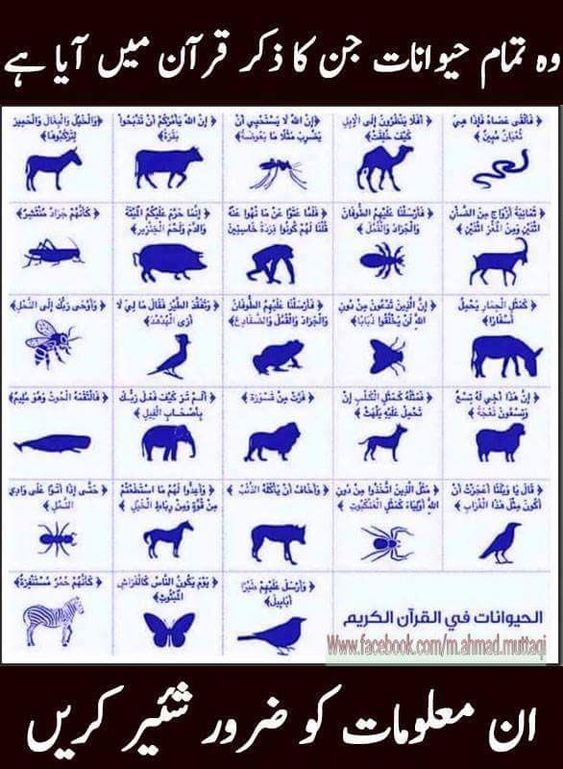 وہ تمام حیوانات جن کا ذکر قرآن میں آیا ہے
﴿ فَأَلْقَى عَصَاهُ فَإِذَا هِيَ
ثُعْبَانٌ مُبِينٌ ﴾
﴿ أَفَلَا يَنْظُرُونَ إِلَى الْإِبِلِ
كَيْفَ خُلِقَتْ ﴾
﴿ إِنَّ اللَّهَ لَا يَسْتَحْيِي أَنْ
يَضْرِبَ مَثَلًا مَا بَعُوضَةً ﴾
﴿ إِنَّ اللَّهَ يَأْمُرُكُمْ أَنْ تَذْبَحُوا
بَقَرَةً ﴾
﴿ وَالْخَيْلَ وَالْبِغَالَ وَالْحَمِيرَ
لِتَرْكَبُوهَا ﴾
﴿ ثَمَانِيَةَ أَزْوَاجٍ مِنَ الضَّأْنِ
اثْنَيْنِ وَمِنَ الْمَعْزِ اثْنَيْنِ ﴾
﴿ فَأَرْسَلْنَا عَلَيْهِمُ الطُّوفَانَ
وَالْجَرَادَ وَالْقُمَّلَ ﴾
﴿ فَلَمَّا عَتَوْا عَنْ مَا نُهُوا عَنْهُ
قُلْنَا لَهُمْ كُونُوا قِرَدَةً خَاسِئِينَ ﴾
﴿ إِنَّمَا حَرَّمَ عَلَيْكُمُ الْمَيْتَةَ
وَالدَّمَ وَلَحْمَ الْخِنْزِيرِ ﴾
﴿ كَأَنَّهُمْ جَرَادٌ مُنْتَشِرٌ ﴾
﴿ كَمَثَلِ الْحِمَارِ يَحْمِلُ
أَسْفَارًا ﴾
﴿ إِنَّ الَّذِينَ تَدْعُونَ مِنْ دُونِ
اللَّهِ لَنْ يَخْلُقُوا ذُبَابًا ﴾
﴿ فَأَرْسَلْنَا عَلَيْهِمُ الطُّوفَانَ
وَالْجَرَادَ وَالْقُمَّلَ وَالضَّفَادِعَ ﴾
﴿ وَتَفَقَّدَ الطَّيْرَ فَقَالَ مَا لِيَ لَا
أَرَى الْهُدْهُدَ ﴾
﴿ وَأَوْحَى رَبُّكَ إِلَى النَّحْلِ ﴾
﴿ إِنَّ هَذَا أَخِي لَهُ تِسْعٌ
وَتِسْعُونَ نَعْجَةً ﴾
﴿ فَمَثَلُهُ كَمَثَلِ الْكَلْبِ إِنْ
تَحْمِلْ عَلَيْهِ يَلْهَثْ ﴾
﴿ فَرَّتْ مِنْ قَسْوَرَةٍ ﴾
﴿ أَلَمْ تَرَ كَيْفَ فَعَلَ رَبُّكَ
بِأَصْحَابِ الْفِيلِ ﴾
﴿ فَالْتَقَمَهُ الْحُوتُ وَهُوَ مُلِيمٌ ﴾
﴿ قَالَ يَا وَيْلَتَا أَعَجَزْتُ أَنْ
أَكُونَ مِثْلَ هَذَا الْغُرَابِ ﴾
﴿ مَثَلُ الَّذِينَ اتَّخَذُوا مِنْ دُونِ
اللَّهِ أَوْلِيَاءَ كَمَثَلِ الْعَنْكَبُوتِ ﴾
﴿ وَأَخَافُ أَنْ يَأْكُلَهُ الذِّئْبُ ﴾
﴿ وَأَعِدُّوا لَهُمْ مَا اسْتَطَعْتُمْ
مِنْ قُوَّةٍ وَمِنْ رِبَاطِ الْخَيْلِ ﴾
﴿ حَتَّى إِذَا أَتَوْا عَلَى وَادِي
النَّمْلِ ﴾
﴿ وَأَرْسَلَ عَلَيْهِمْ طَيْرًا
أَبَابِيلَ ﴾
﴿ يَوْمَ يَكُونُ النَّاسُ كَالْفَرَاشِ
الْمَبْثُوثِ ﴾
﴿ كَأَنَّهُمْ حُمُرٌ مُسْتَنْفِرَةٌ ﴾
الحيوانات في القرآن الكريم
Www.facebook.com/m.ahmad.muttaqi
ان معلومات کو ضرور شئیر کریں